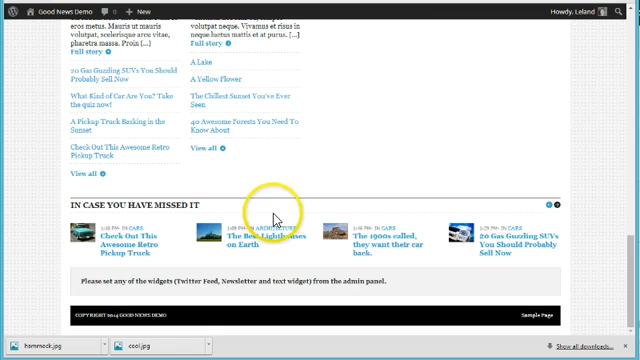 Good News Demo 0 New Howdy, Leland
eros metus. Mauris ut mauris
volutpat, scelerisque arcu,
pharetra massa. Proin [...]
Full story
volutpat neque. Vivamus et risus in
luctus mattis et at turpis. [...]
Full story
20 Gas Guzzling SUVs You Should
Probably Sell Now
What Kind of Car Are You? Take
the quiz now!
A Pickup Truck Basking in the
Sunset
Check Out This Awesome Retro
Pickup Truck
View all
A Lake
A Yellow Flower
The Chillest Sunset You've Ever
Seen
40 Awesome Forests You Need To
Know About
View all
IN CASE YOU HAVE MISSED IT
IN CARS
Check Out This
Awesome Retro
Pickup Truck
IN ARCHITECTURE
The Best Lighthouses
on Earth
IN CARS
The 1900s called,
they want their car
back.
IN CARS
20 Gas Guzzling SUVs
You Should Probably
Sell Now
Please set any of the widgets (Twitter Feed, Newsletter and text widget) from the admin panel.
COPYRIGHT 2014 GOOD NEWS DEMO Sample Page
hammock.jpg cool.jpg Show all downloads...